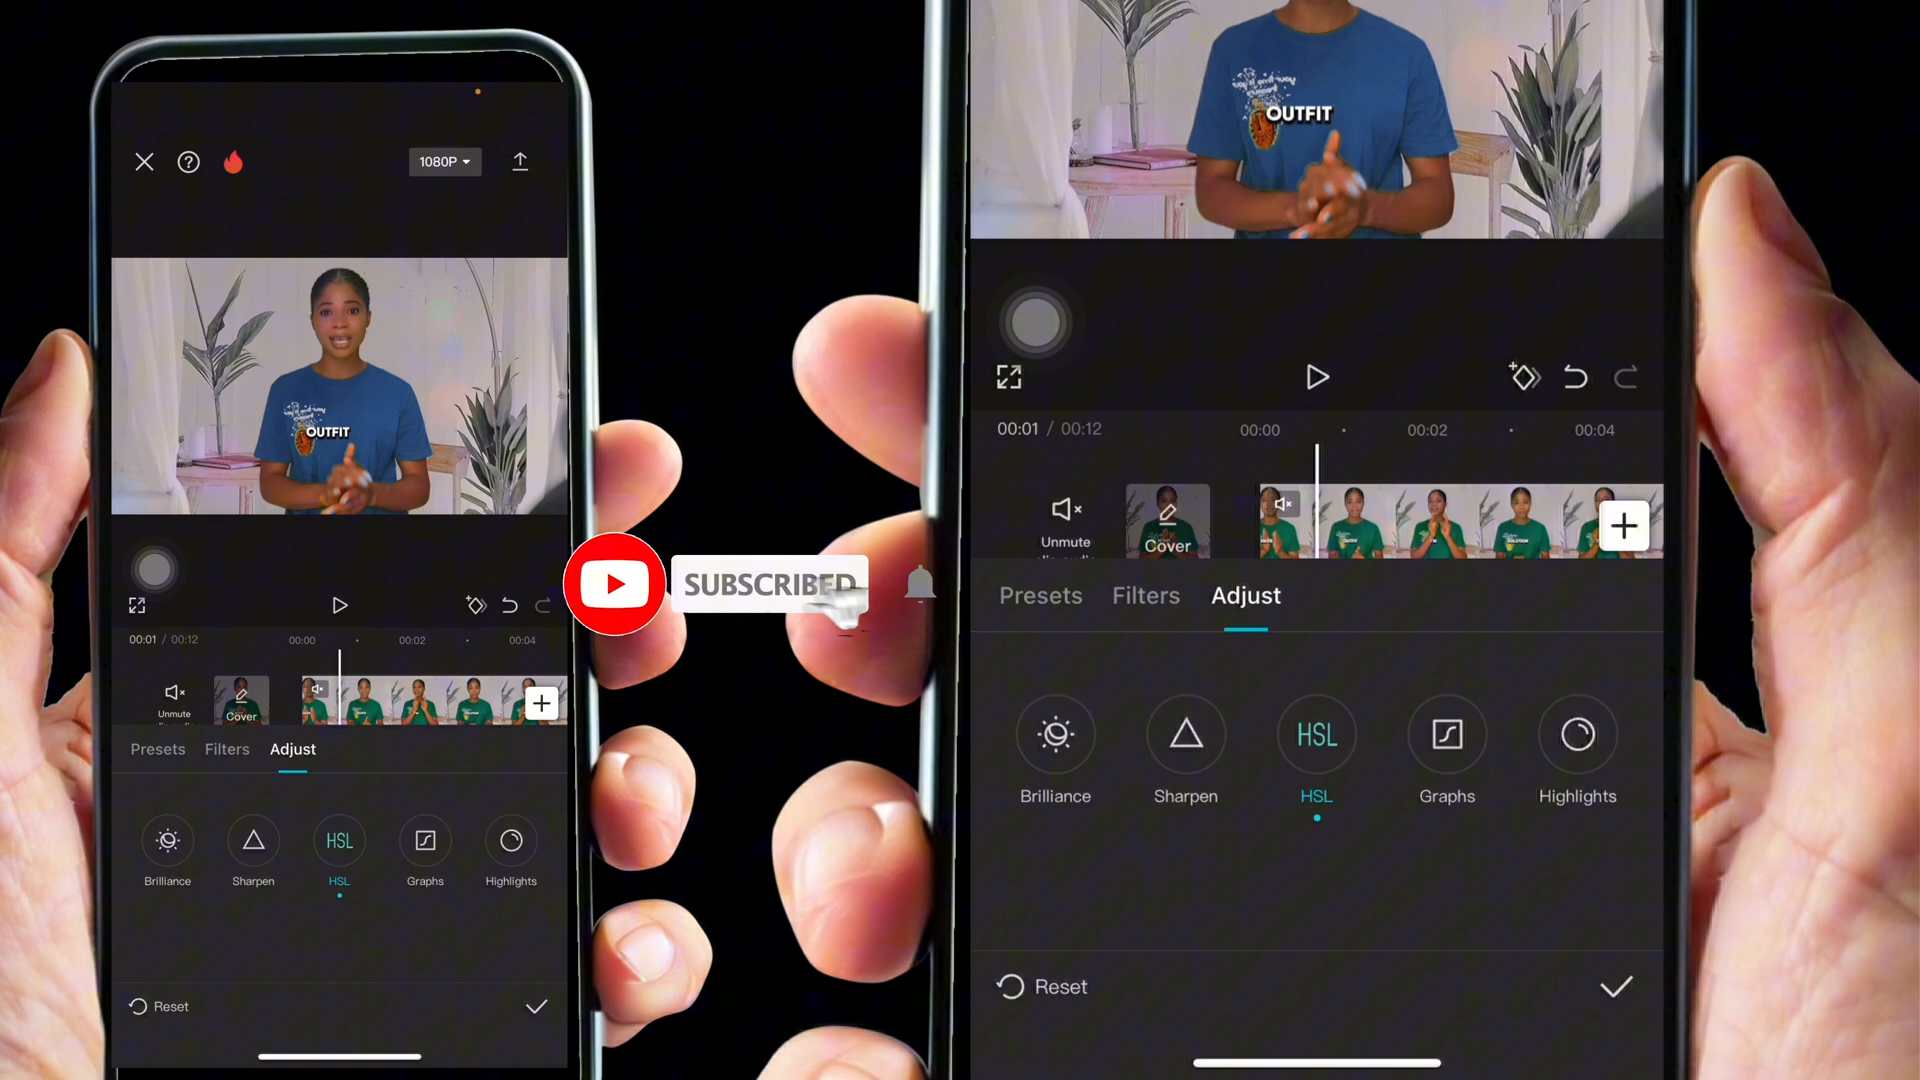 1080P
OUTFIT
00:01 / 00:12
00:00
00:02
00:04
Unmute
Cover
Presets
Filters
Adjust
HSL
Brilliance
Sharpen
HSL
Graphs
Highlights
Reset
SUBSCRIBED
OUTFIT
00:01 / 00:12
00:00
00:02
00:04
Unmute
Cover
Presets
Filters
Adjust
HSL
Brilliance
Sharpen
HSL
Graphs
Highlights
Reset